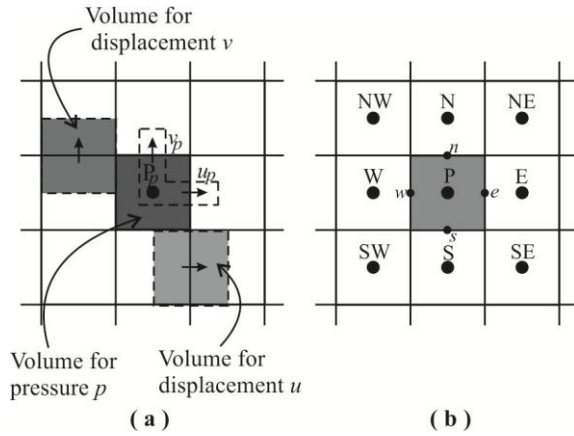 Volume for
displacement v
v_p
P_p
u_p
Volume for
pressure p
Volume for
displacement u
( a )
NW N NE
n
W P E
w e
s
SW S SE
( b )